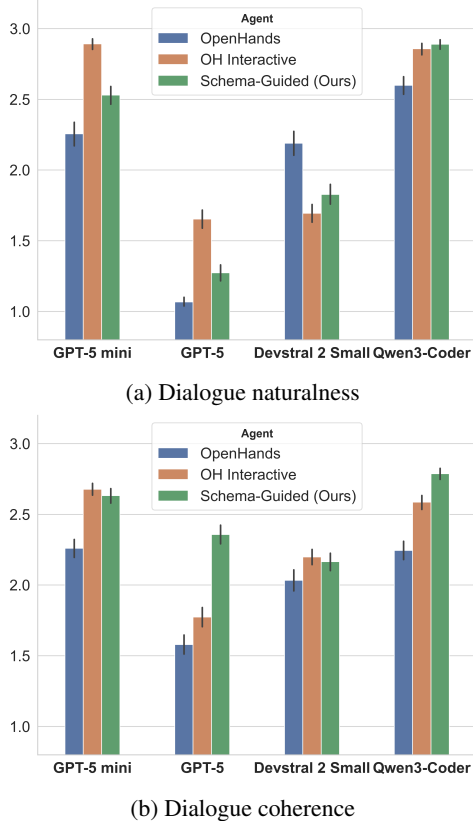 Agent
OpenHands
OH Interactive
Schema-Guided (Ours)
3.0
2.5
2.0
1.5
1.0
GPT-5 mini GPT-5 Devstral 2 Small Qwen3-Coder
(a) Dialogue naturalness
Agent
OpenHands
OH Interactive
Schema-Guided (Ours)
3.0
2.5
2.0
1.5
1.0
GPT-5 mini GPT-5 Devstral 2 Small Qwen3-Coder
(b) Dialogue coherence